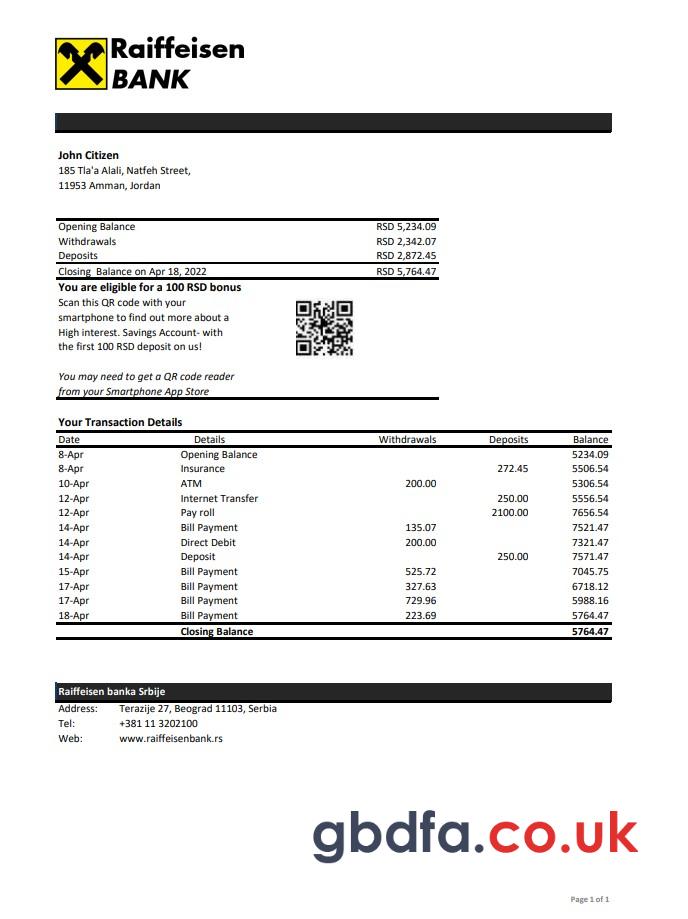 Raiffeisen
BANK
John Citizen
185 Tla'a Alali, Natfeh Street,
11953 Amman, Jordan
Opening Balance RSD 5,234.09
Withdrawals RSD 2,342.07
Deposits RSD 2,872.45
Closing Balance on Apr 18, 2022 RSD 5,764.47
You are eligible for a 100 RSD bonus
Scan this QR code with your
smartphone to find out more about a
High interest. Savings Account- with
the first 100 RSD deposit on us!
You may need to get a QR code reader
from your Smartphone App Store
Your Transaction Details
Date Details Withdrawals Deposits Balance
8-Apr Opening Balance 5234.09
8-Apr Insurance 272.45 5506.54
10-Apr ATM 200.00 5306.54
12-Apr Internet Transfer 250.00 5556.54
12-Apr Pay roll 2100.00 7656.54
14-Apr Bill Payment 135.07 7521.47
14-Apr Direct Debit 200.00 7321.47
14-Apr Deposit 250.00 7571.47
15-Apr Bill Payment 525.72 7045.75
17-Apr Bill Payment 327.63 6718.12
17-Apr Bill Payment 729.96 5988.16
18-Apr Bill Payment 223.69 5764.47
Closing Balance 5764.47
Raiffeisen banka Srbije
Address: Terazije 27, Beograd 11103, Serbia
Tel: +381 11 3202100
Web: www.raiffeisenbank.rs
gbdfa.co.uk
Page 1 of 1